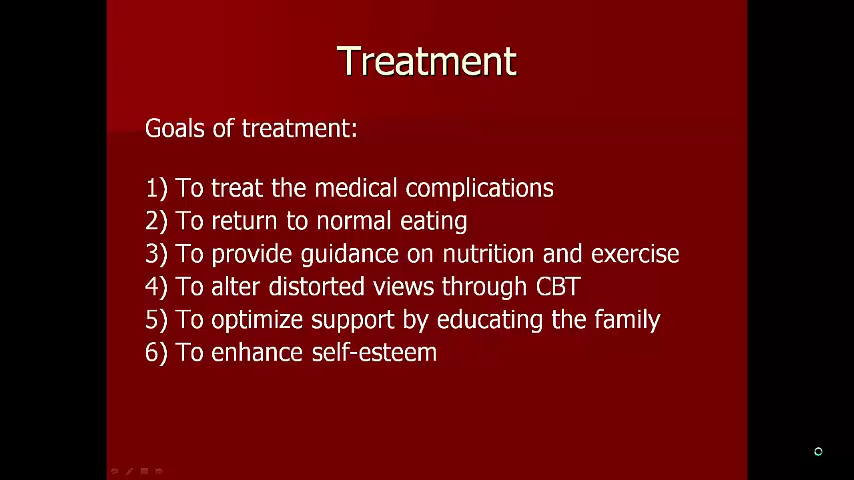 Treatment
Goals of treatment:
1) To treat the medical complications
2) To return to normal eating
3) To provide guidance on nutrition and exercise
4) To alter distorted views through CBT
5) To optimize support by educating the family
6) To enhance self-esteem